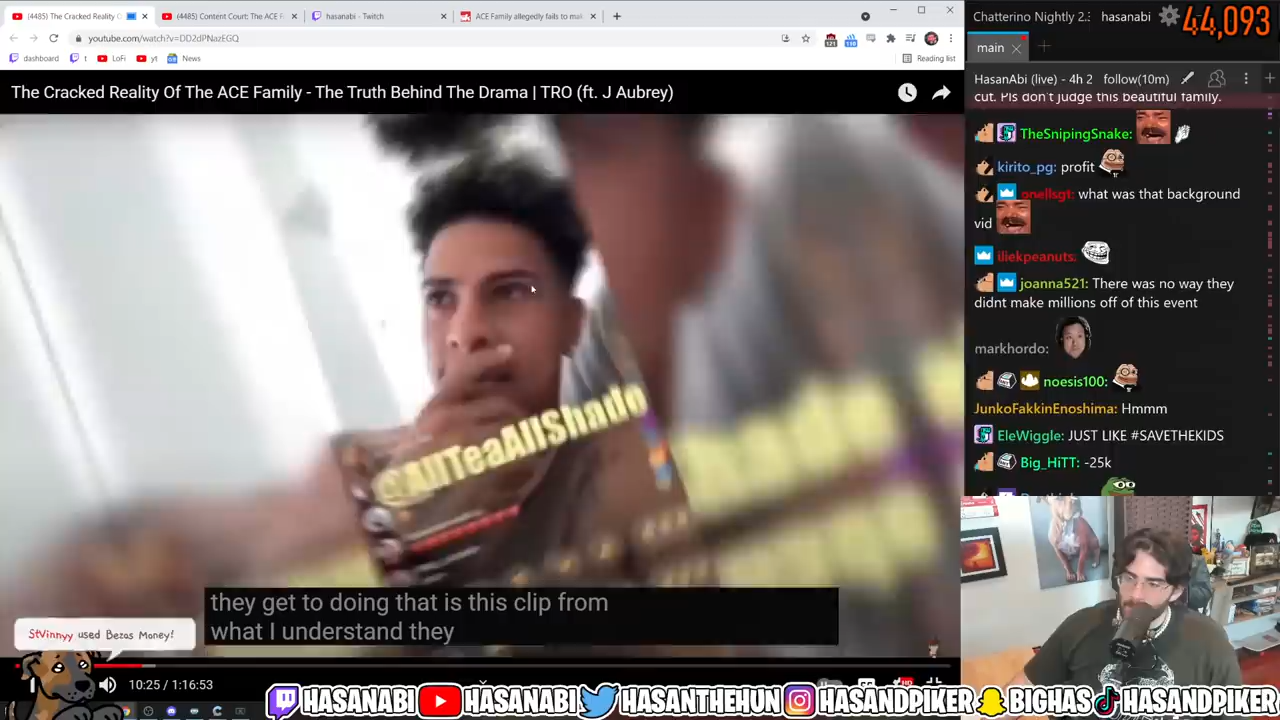 (4485) The Cracked Reality O
(4485) Content Court: The ACE F
hasanabi - Twitch
ACE Family allegedly fails to mak
Chatterino Nightly 2.
hasanabi
44,093
youtube.com/watch?v=DD2dPNazEGQ
121
main
dashboard
t
LoFi
yt
News
Reading list
HasanAbi (live) - 4h 2
follow(10m)
The Cracked Reality Of The ACE Family - The Truth Behind The Drama | TRO (ft. J Aubrey)
cut. Pls don't judge this beautiful family.
TheSnipingSnake:
kirito_pg: profit
onellsgt: what was that background
vid
iliekpeanuts:
joanna521: There was no way they
didnt make millions off of this event
markhordo:
noesis100:
JunkoFakkinEnoshima: Hmmm
EleWiggle: JUST LIKE #SAVETHEKIDS
Big_HiTT: -25k
@AllTeaAllShade
they get to doing that is this clip from
what I understand they
StVinnyy used Bezos Money!
10:25 / 1:16:53
HD
HASANABI
HASANABI
HASANTHEHUN
HASANDPIKER
BIGHAS
HASANDPIKER